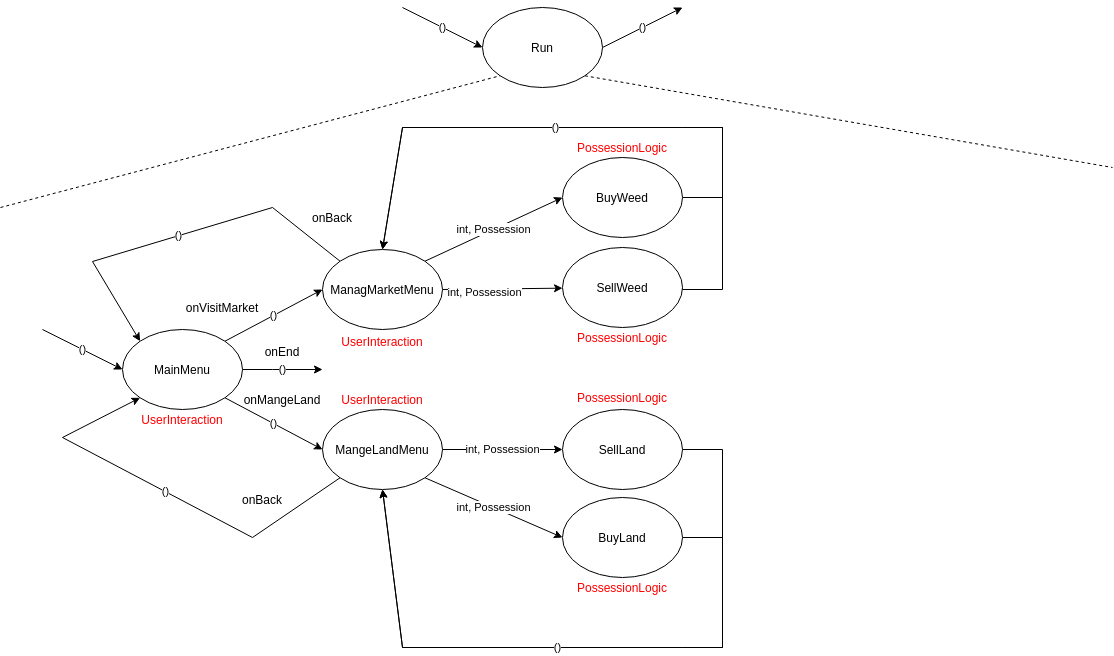 ()
()
Run
()
PossessionLogic
BuyWeed
onBack
int, Possession
()
ManagMarketMenu
int, Possession
SellWeed
onVisitMarket
()
PossessionLogic
UserInteraction
()
onEnd
MainMenu
()
onMangeLand
UserInteraction
PossessionLogic
UserInteraction
()
MangeLandMenu
int, Possession
SellLand
()
onBack
int, Possession
BuyLand
PossessionLogic
()